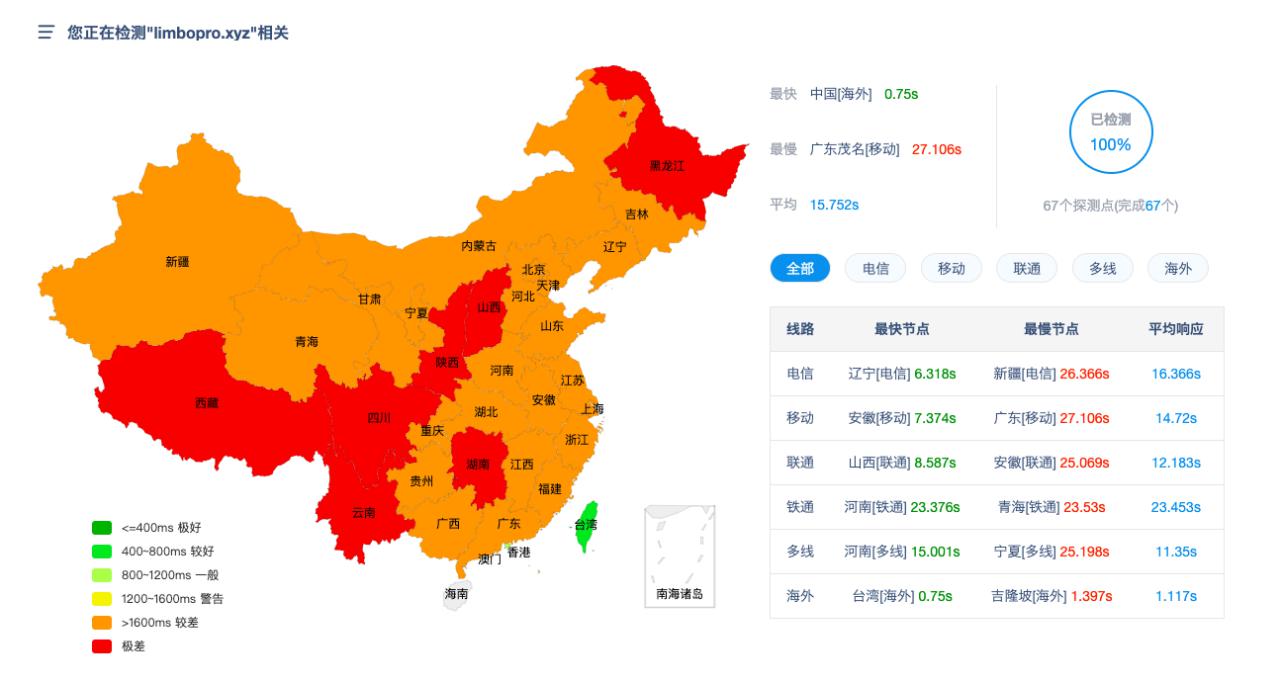 您正在检测"limbopro.xyz"相关
最快 中国[海外] 0.75s
最慢 广东茂名[移动] 27.106s
平均 15.752s
已检测
100%
67个探测点(完成67个)
全部 电信 移动 联通 多线 海外
线路 最快节点 最慢节点 平均响应
电信 辽宁[电信] 6.318s 新疆[电信] 26.366s 16.366s
移动 安徽[移动] 7.374s 广东[移动] 27.106s 14.72s
联通 山西[联通] 8.587s 安徽[联通] 25.069s 12.183s
铁通 河南[铁通] 23.376s 青海[铁通] 23.53s 23.453s
多线 河南[多线] 15.001s 宁夏[多线] 25.198s 11.35s
海外 台湾[海外] 0.75s 吉隆坡[海外] 1.397s 1.117s
黑龙江
吉林
辽宁
内蒙古
新疆
北京
天津
河北
甘肃
宁夏
山西
山东
青海
陕西
河南
江苏
西藏
四川
安徽
上海
湖北
重庆
浙江
湖南
江西
贵州
福建
云南
广西
广东
台湾
香港
澳门
海南
南海诸岛
<=400ms 极好
400~800ms 较好
800~1200ms 一般
1200~1600ms 警告
>1600ms 较差
极差